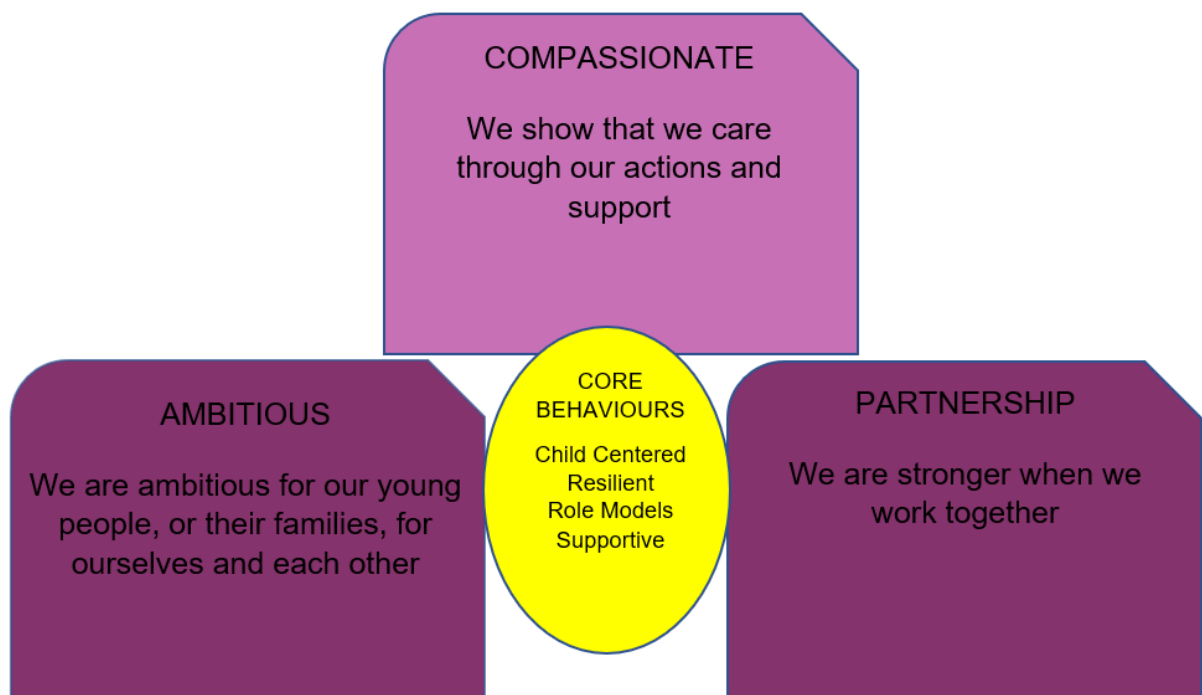 COMPASSIONATE
We show that we care
through our actions and
support
AMBITIOUS
We are ambitious for our young
people, or their families, for
ourselves and each other
CORE
BEHAVIOURS
Child Centered
Resilient
Role Models
Supportive
PARTNERSHIP
We are stronger when we
work together